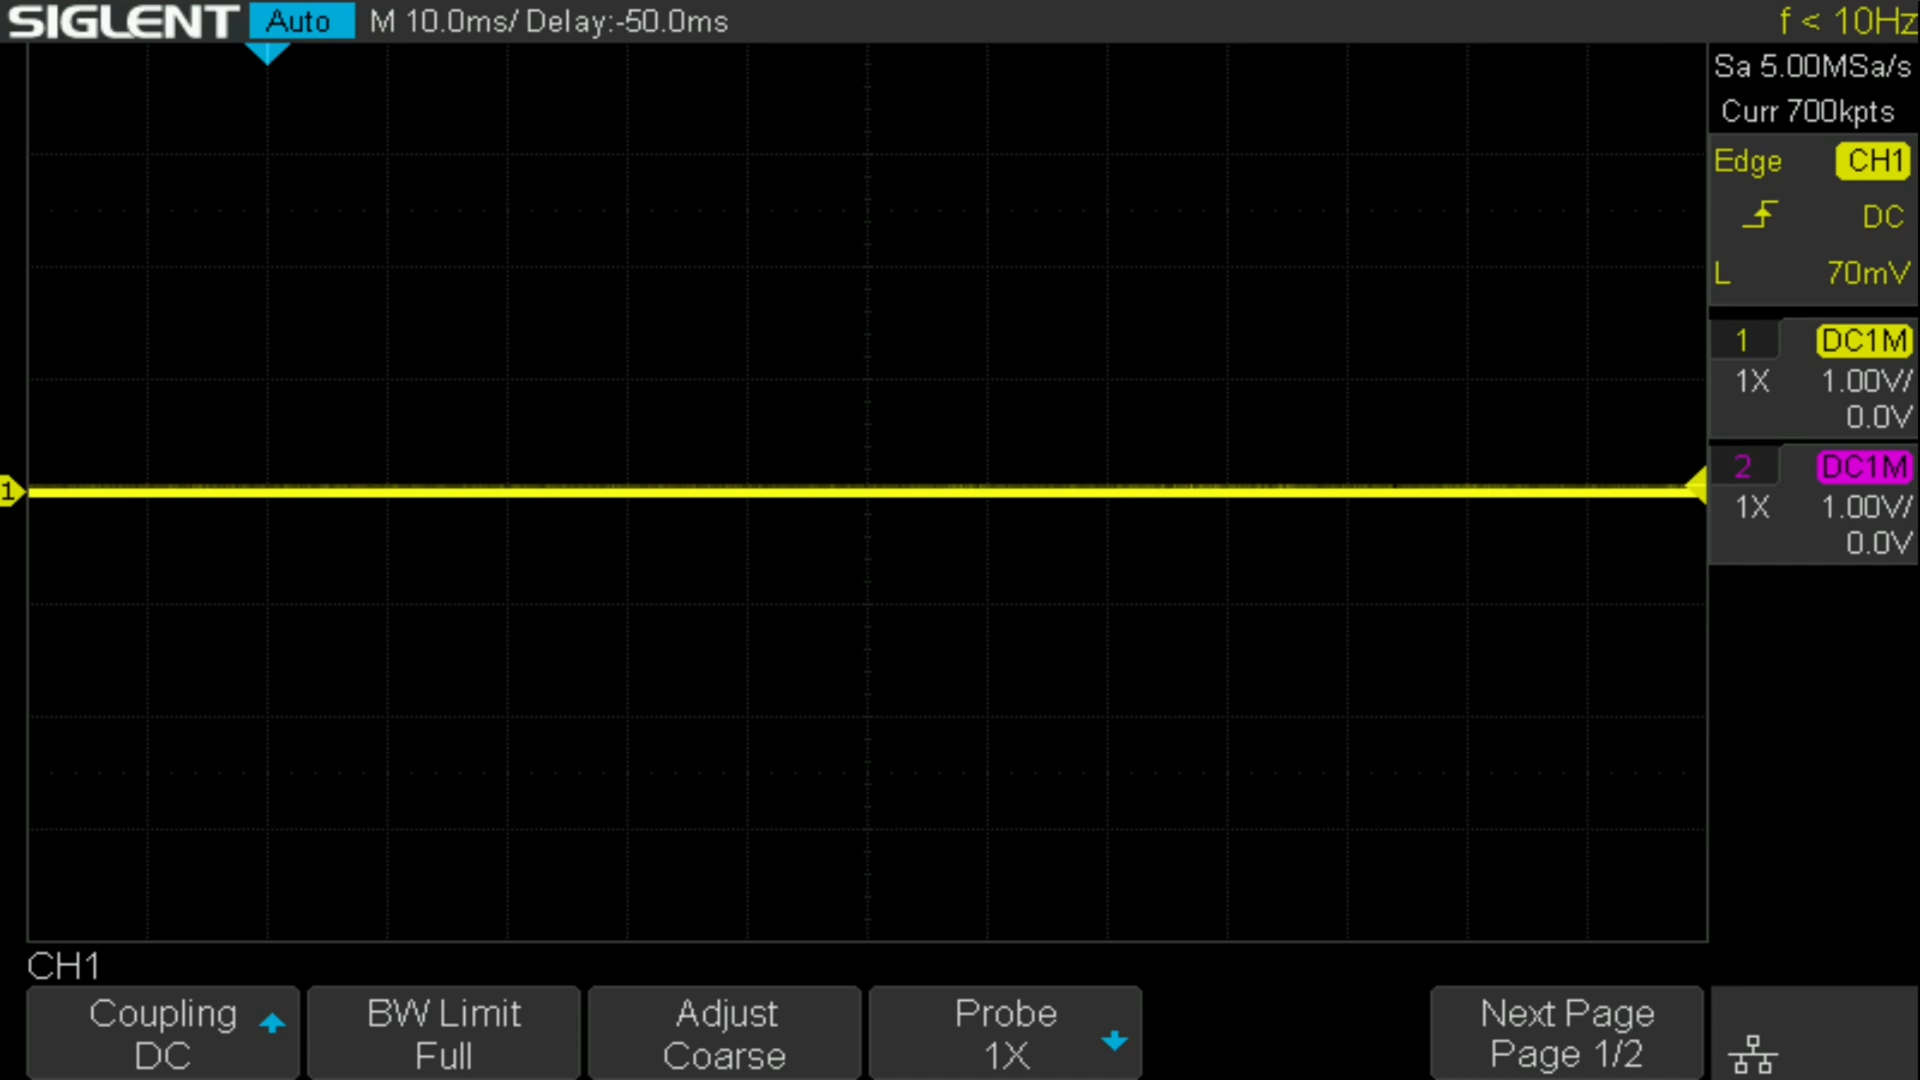 SIGLENT Auto M 10.0ms/ Delay:-50.0ms f < 10Hz
Sa 5.00MSa/s
Curr 700kpts
Edge CH1
DC
L 70mV
1 DC1M
1X 1.00V/
0.0V
2 DC1M
1X 1.00V/
0.0V
1
CH1
Coupling BW Limit Adjust Probe Next Page
DC Full Coarse 1X Page 1/2